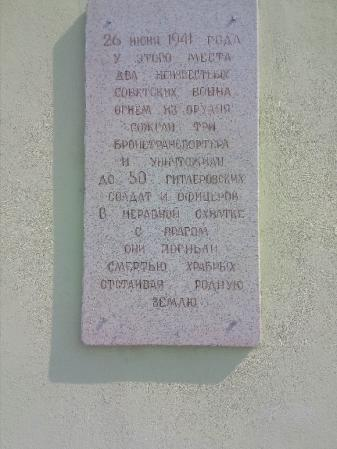 26 июня 1941 года
у этого места
два неизвестных
советских воина
огнем из орудия
сожгли три
бронетранспортера
и уничтожили
до 50 гитлеровских
солдат и офицеров
В неравной схватке
с врагом
они погибли
смертью храбрых
отстаивая родную
землю